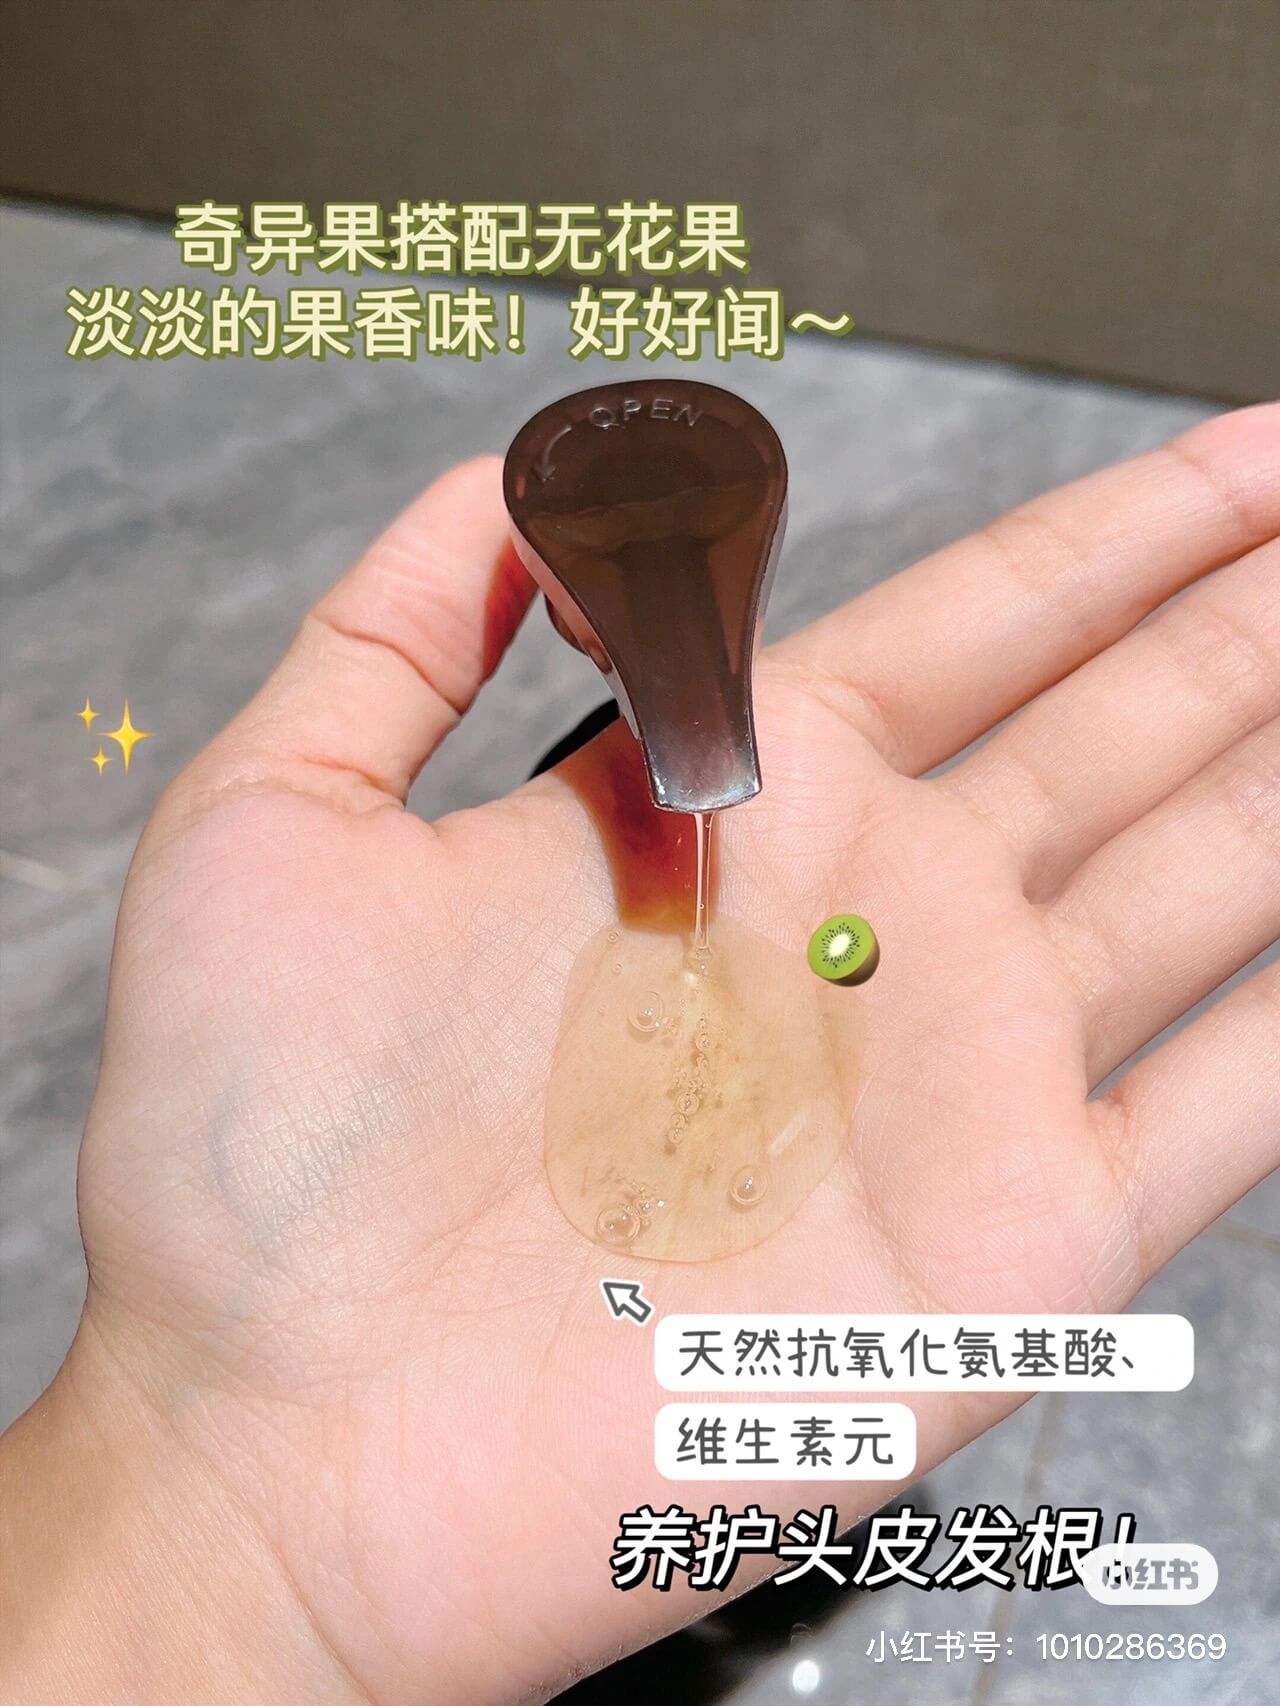 奇异果搭配无花果
淡淡的果香味！好好闻～
OPEN
天然抗氧化氨基酸、
维生素元
养护头皮发根！
小红书
小红书号：1010286369